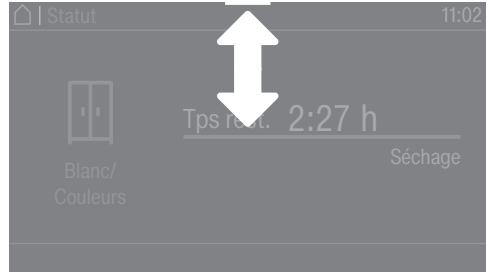 | Statut 11:02
Tps rest. 2:27 h
Séchage
Blanc/
Couleurs